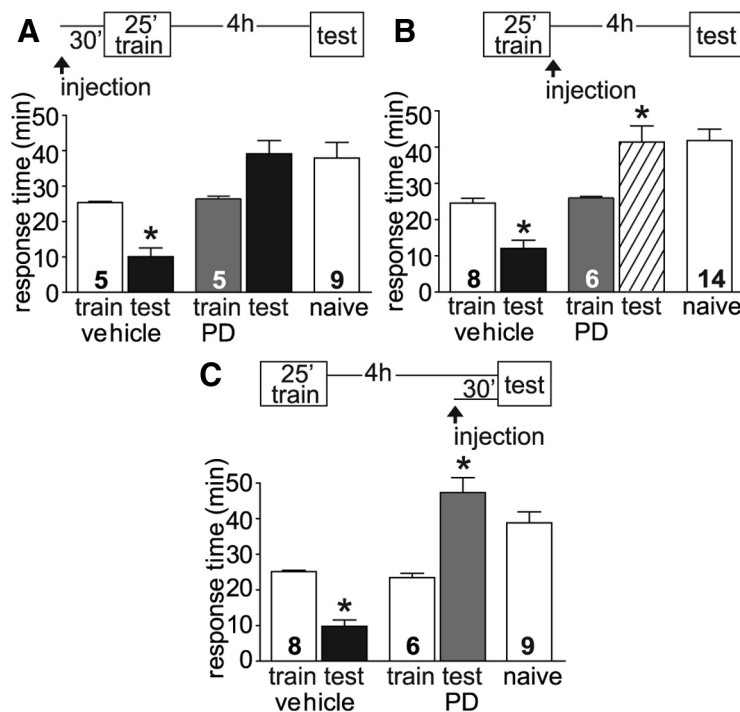 A
30'
25'
train
4h
test
injection
response time (min)
50
40
30
20
10
0
*
5
5
9
train test train test naive
vehicle PD
B
25'
train
4h
test
injection
response time (min)
50
40
30
20
10
0
*
*
8
6
14
train test train test naive
vehicle PD
C
25'
train
4h
30'
test
injection
response time (min)
50
40
30
20
10
0
*
*
8
6
9
train test train test naive
vehicle PD